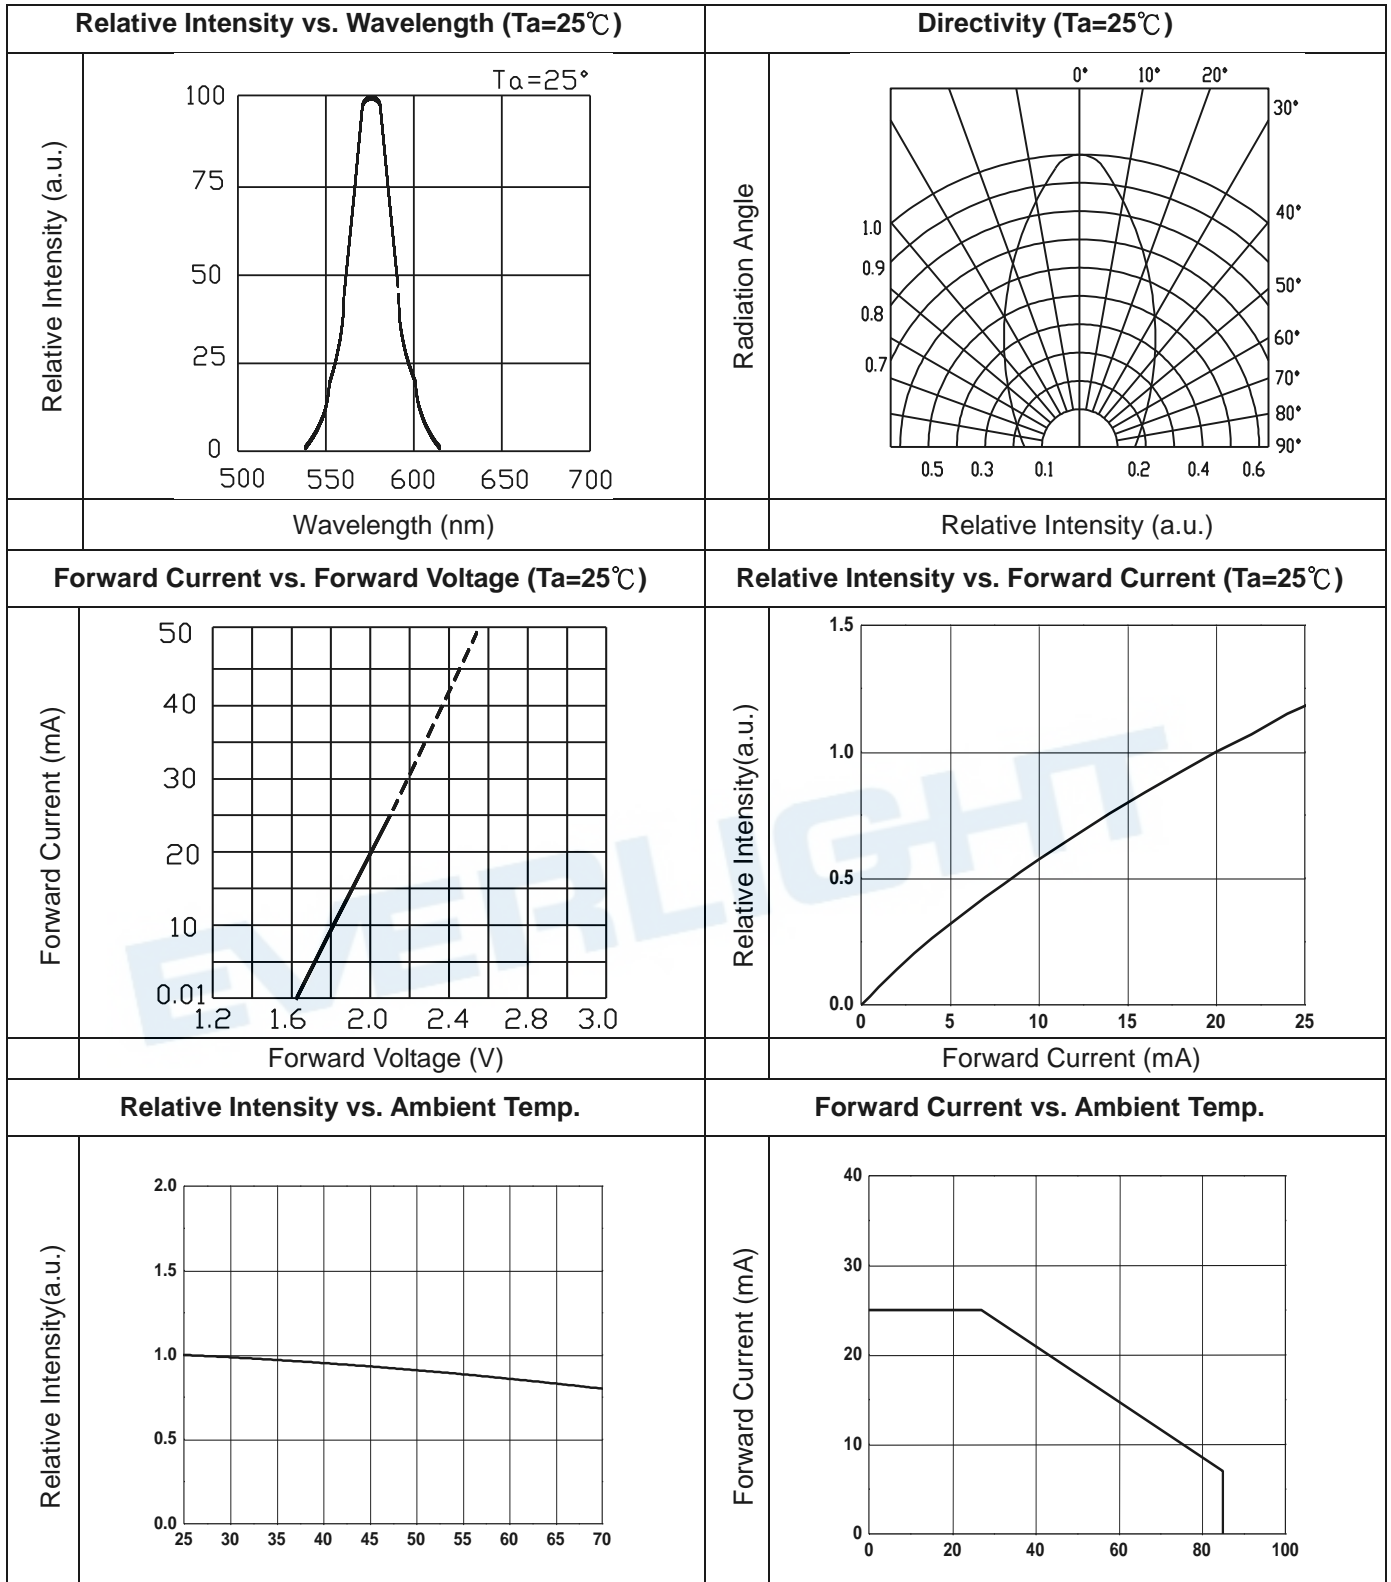 Relative Intensity vs. Wavelength (Ta=25℃)
Directivity (Ta=25℃)
Relative Intensity (a.u.)
Ta=25°
100
75
50
25
0
500 550 600 650 700
Wavelength (nm)
Radiation Angle
0° 10° 20°
30°
40°
50°
60°
70°
80°
90°
1.0
0.9
0.8
0.7
0.5 0.3 0.1 0.2 0.4 0.6
Relative Intensity (a.u.)
Forward Current vs. Forward Voltage (Ta=25℃)
Relative Intensity vs. Forward Current (Ta=25℃)
Forward Current (mA)
50
40
30
20
10
0.01
1.2 1.6 2.0 2.4 2.8 3.0
Forward Voltage (V)
Relative Intensity(a.u.)
1.5
1.0
0.5
0.0
0 5 10 15 20 25
Forward Current (mA)
EVERLIGHT
Relative Intensity vs. Ambient Temp.
Forward Current vs. Ambient Temp.
Relative Intensity(a.u.)
2.0
1.5
1.0
0.5
0.0
25 30 35 40 45 50 55 60 65 70
Forward Current (mA)
40
30
20
10
0
0 20 40 60 80 100